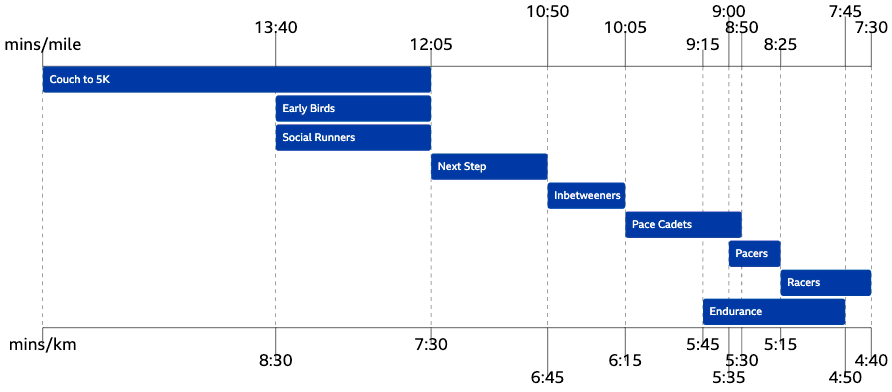 10:50
9:00
7:45
13:40
10:05
8:50
7:30
mins/mile
12:05
9:15
8:25
Couch to 5K
Early Birds
Social Runners
Next Step
Inbetweeners
Pace Cadets
Pacers
Racers
Endurance
mins/km
7:30
5:45
5:15
8:30
6:15
5:30
4:40
6:45
5:35
4:50